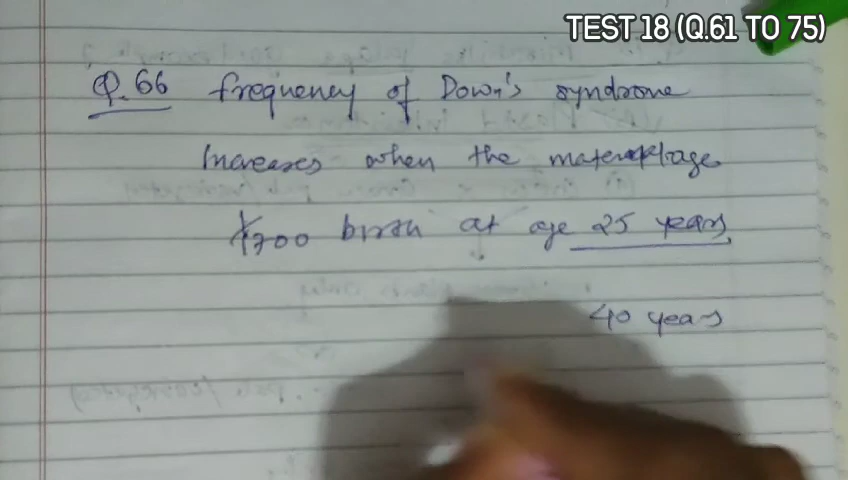 TEST 18 (Q.61 TO 75)
Q.66 frequency of Down's syndrome
Increases when the maternal age
1/700 birth at age 25 years
40 years